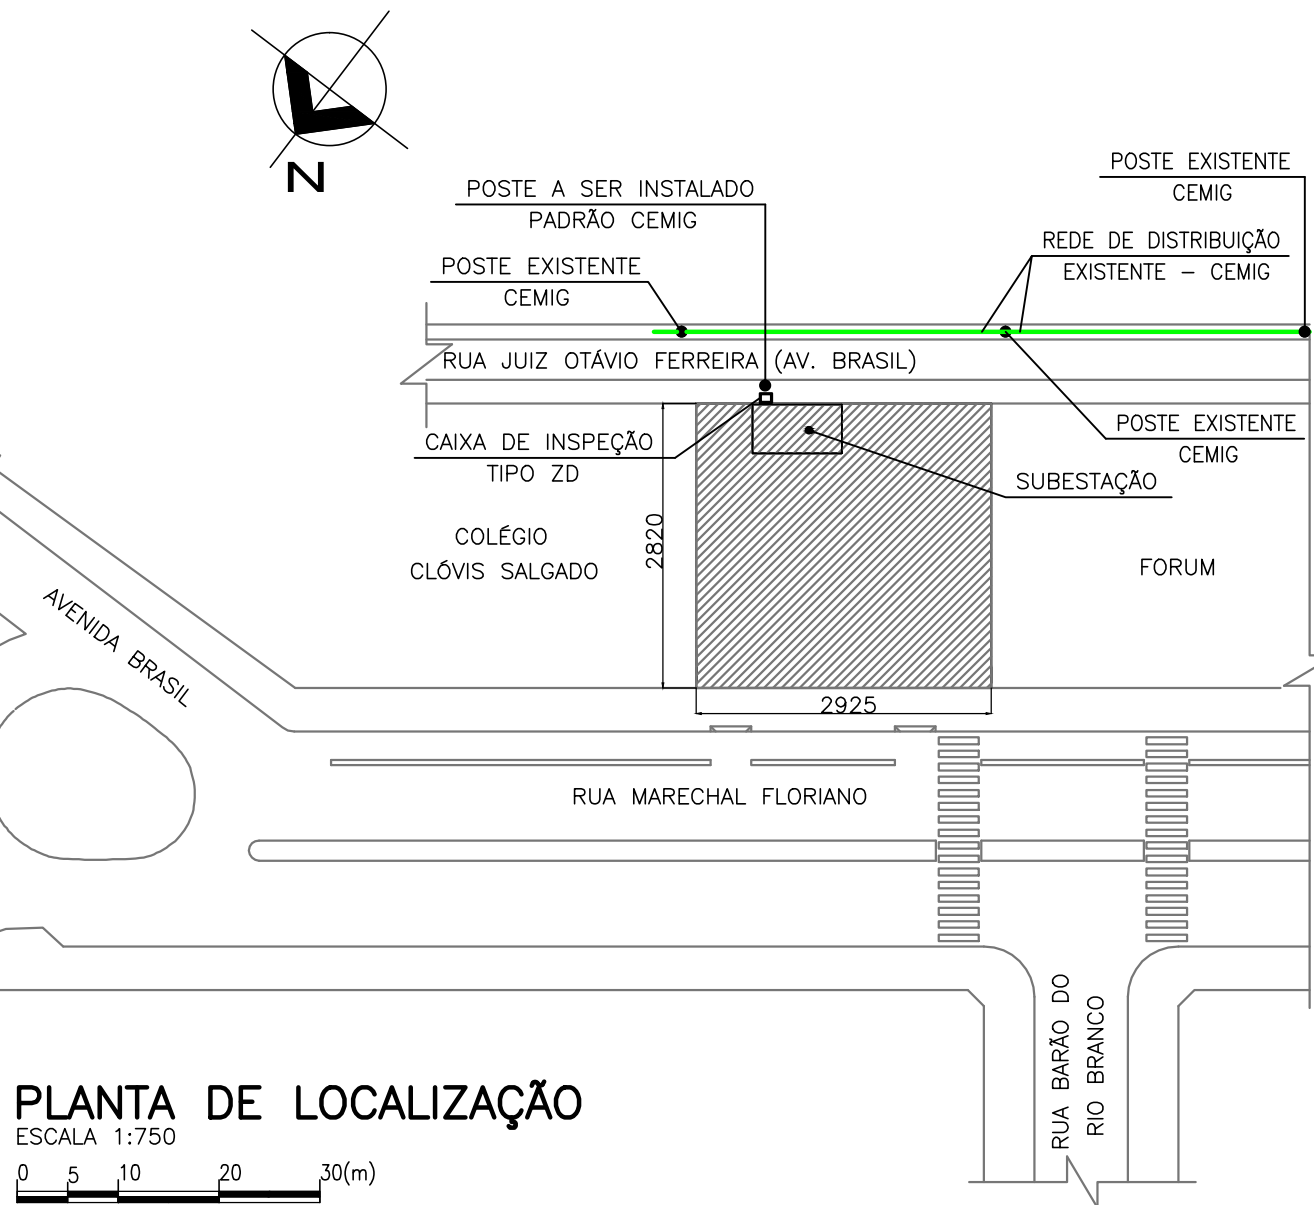 N
POSTE A SER INSTALADO
PADRÃO CEMIG
POSTE EXISTENTE
CEMIG
POSTE EXISTENTE
CEMIG
REDE DE DISTRIBUIÇÃO
EXISTENTE - CEMIG
RUA JUIZ OTÁVIO FERREIRA (AV. BRASIL)
POSTE EXISTENTE
CEMIG
CAIXA DE INSPEÇÃO
TIPO ZD
SUBESTAÇÃO
COLÉGIO
CLÓVIS SALGADO
2820
FORUM
AVENIDA BRASIL
2925
RUA MARECHAL FLORIANO
RUA BARÃO DO
RIO BRANCO
PLANTA DE LOCALIZAÇÃO
ESCALA 1:750
0 5 10 20 30(m)